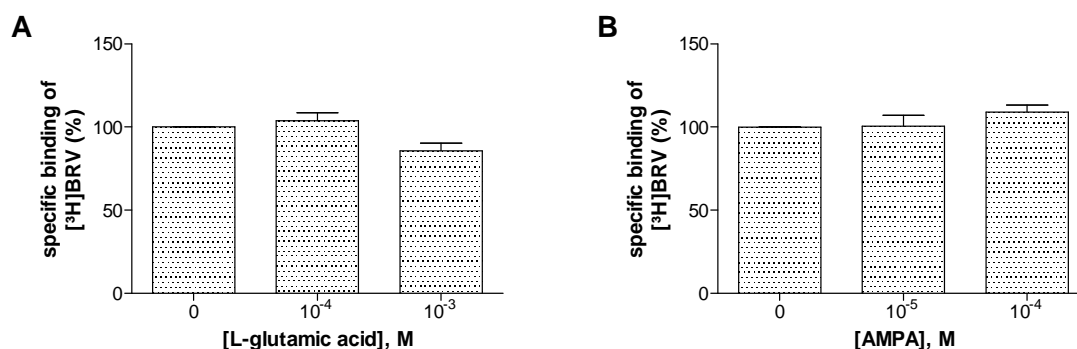 A
150
100
50
0
specific binding of
[³H]BRV (%)
0
10⁻⁴
10⁻³
[L-glutamic acid], M
B
150
100
50
0
specific binding of
[³H]BRV (%)
0
10⁻⁵
10⁻⁴
[AMPA], M